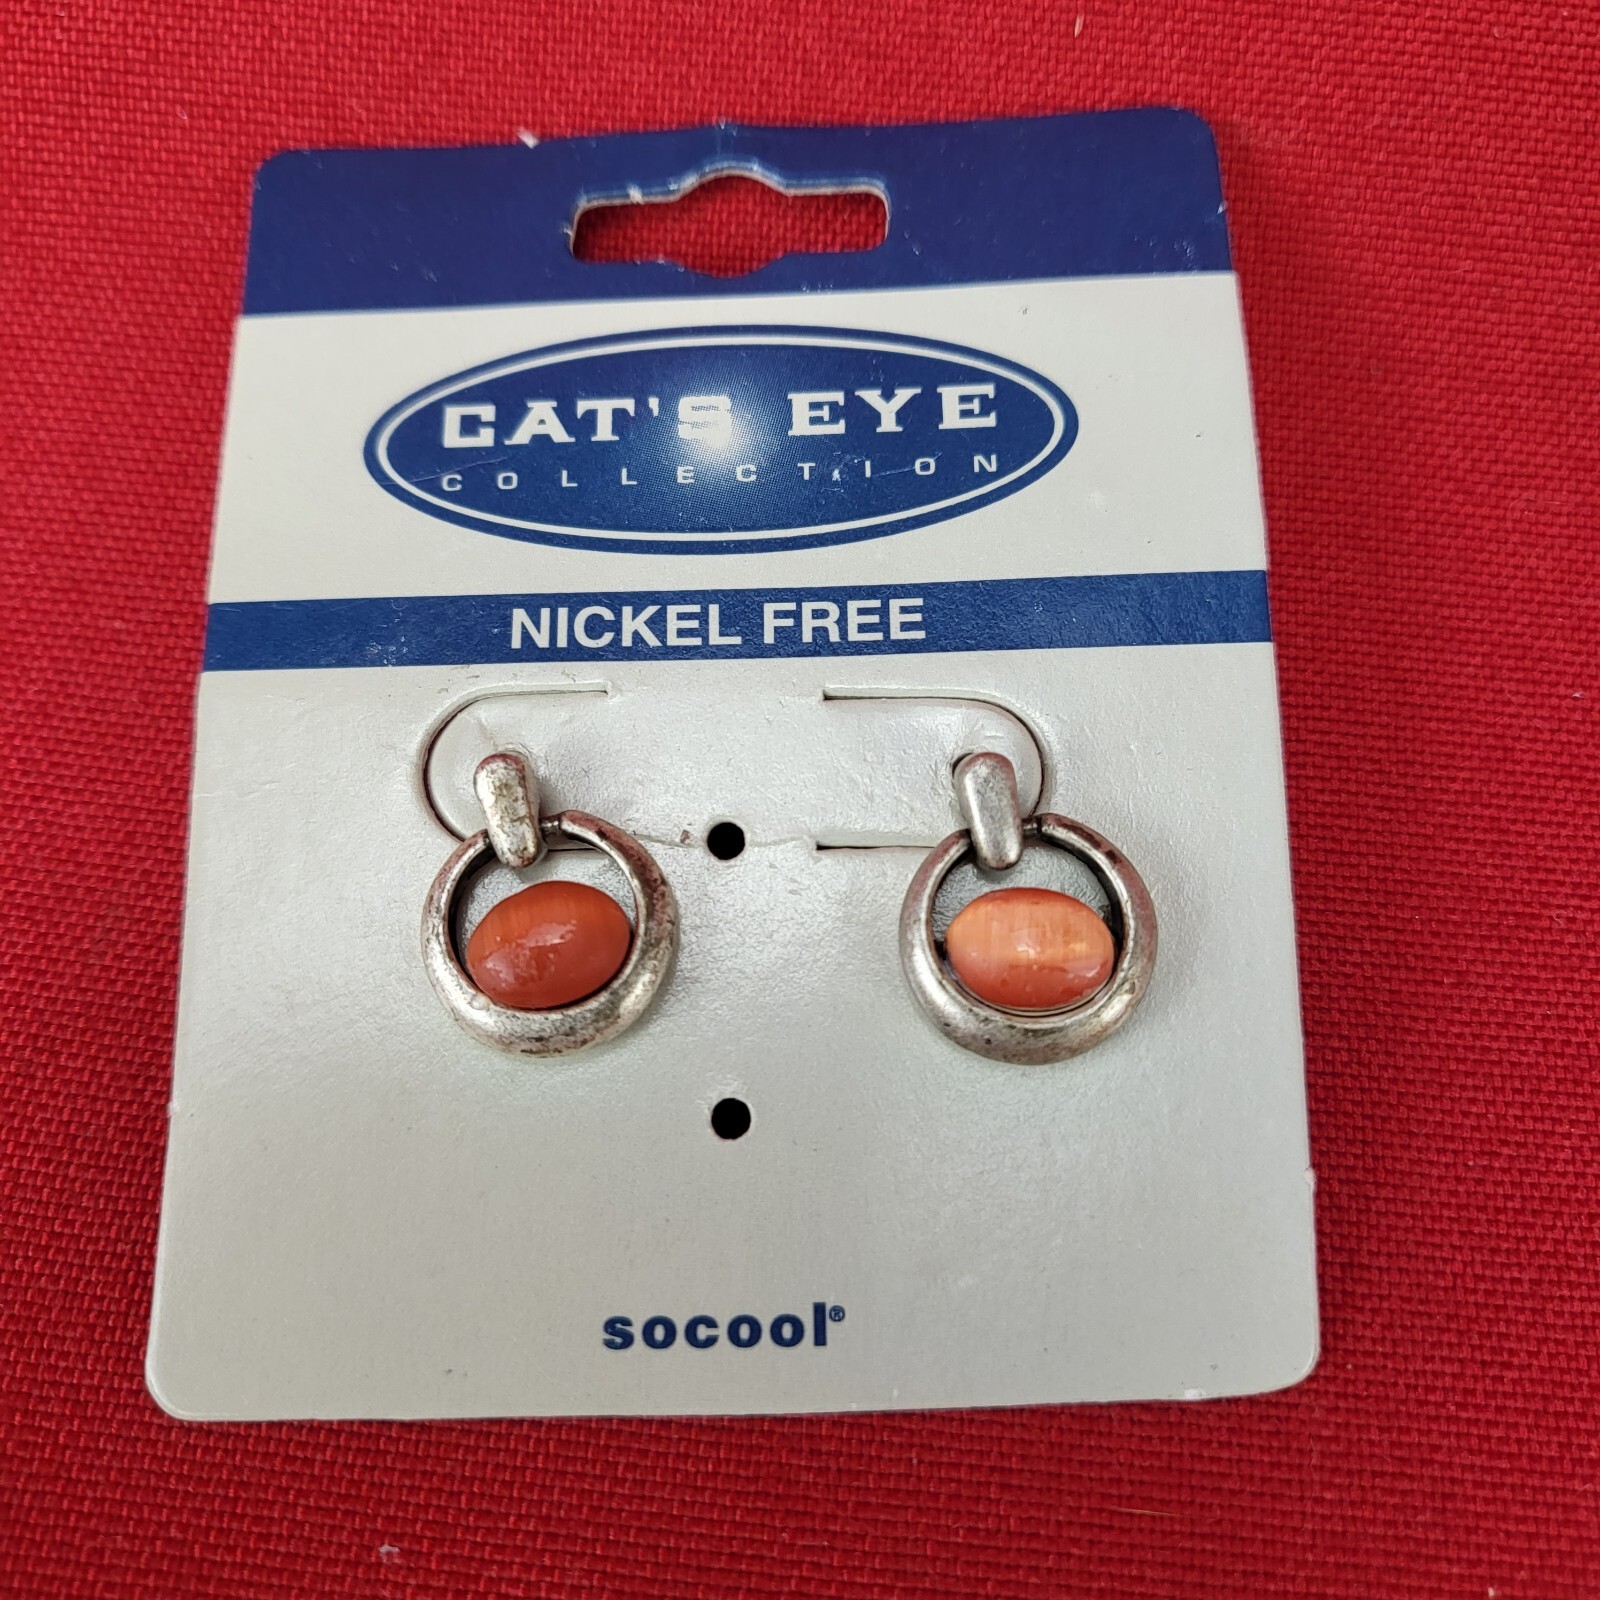 CAT'S EYE
COLLECTION
NICKEL FREE
socool®